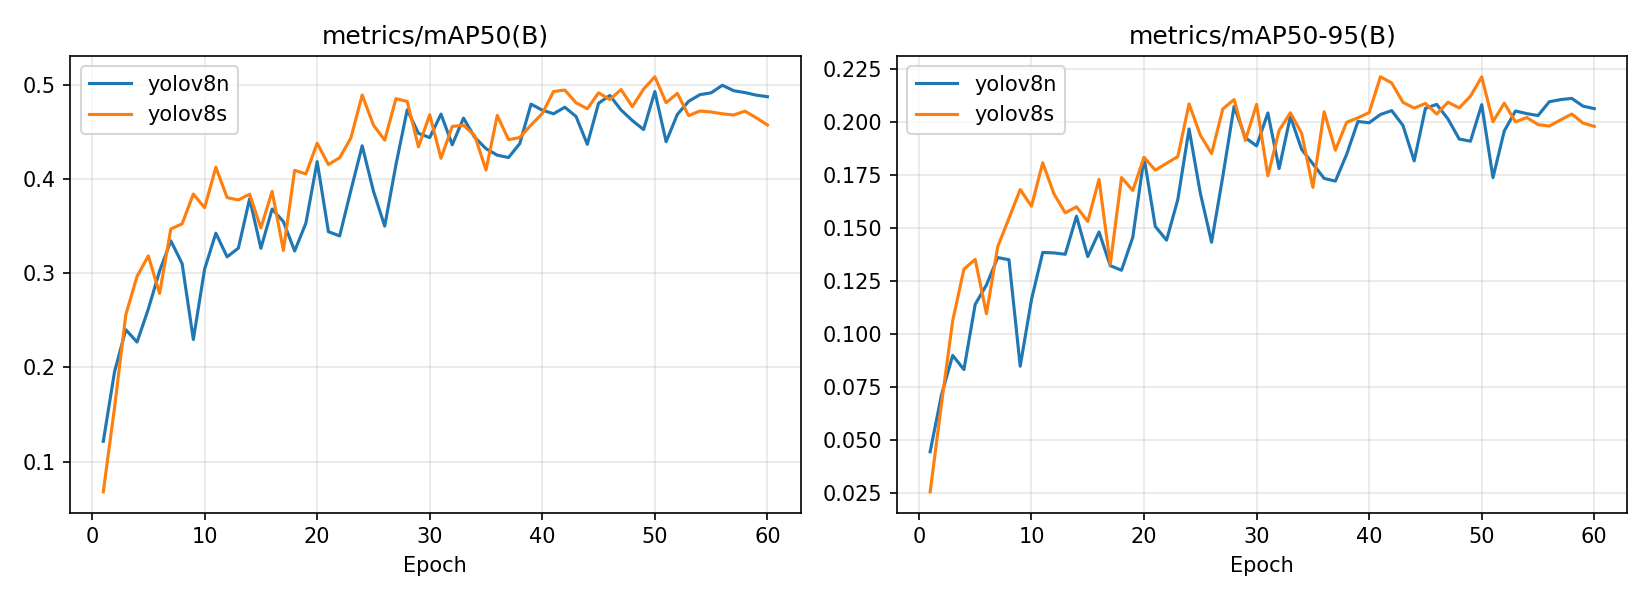 metrics/mAP50(B)
yolov8n
yolov8s
0.5
0.4
0.3
0.2
0.1
0 10 20 30 40 50 60
Epoch
metrics/mAP50-95(B)
yolov8n
yolov8s
0.225
0.200
0.175
0.150
0.125
0.100
0.075
0.050
0.025
0 10 20 30 40 50 60
Epoch